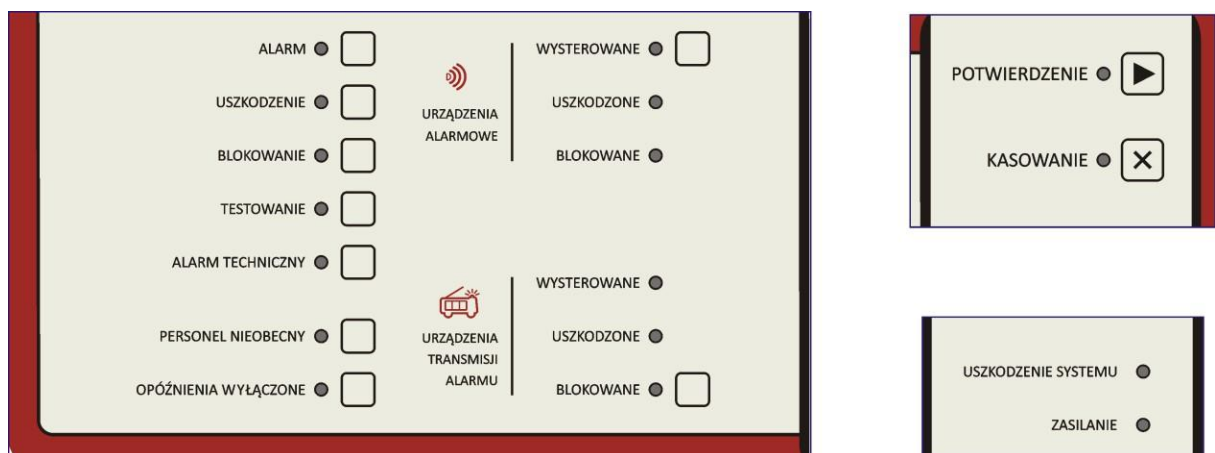 ALARM
USZKODZENIE
BLOKOWANIE
TESTOWANIE
ALARM TECHNICZNY
PERSONEL NIEOBECNY
OPÓŹNIENIA WYŁĄCZONE
URZĄDZENIA
ALARMOWE
WYSTEROWANE
USZKODZONE
BLOKOWANE
URZĄDZENIA
TRANSMISJI
ALARMU
WYSTEROWANE
USZKODZONE
BLOKOWANE
POTWIERDZENIE
KASOWANIE
USZKODZENIE SYSTEMU
ZASILANIE